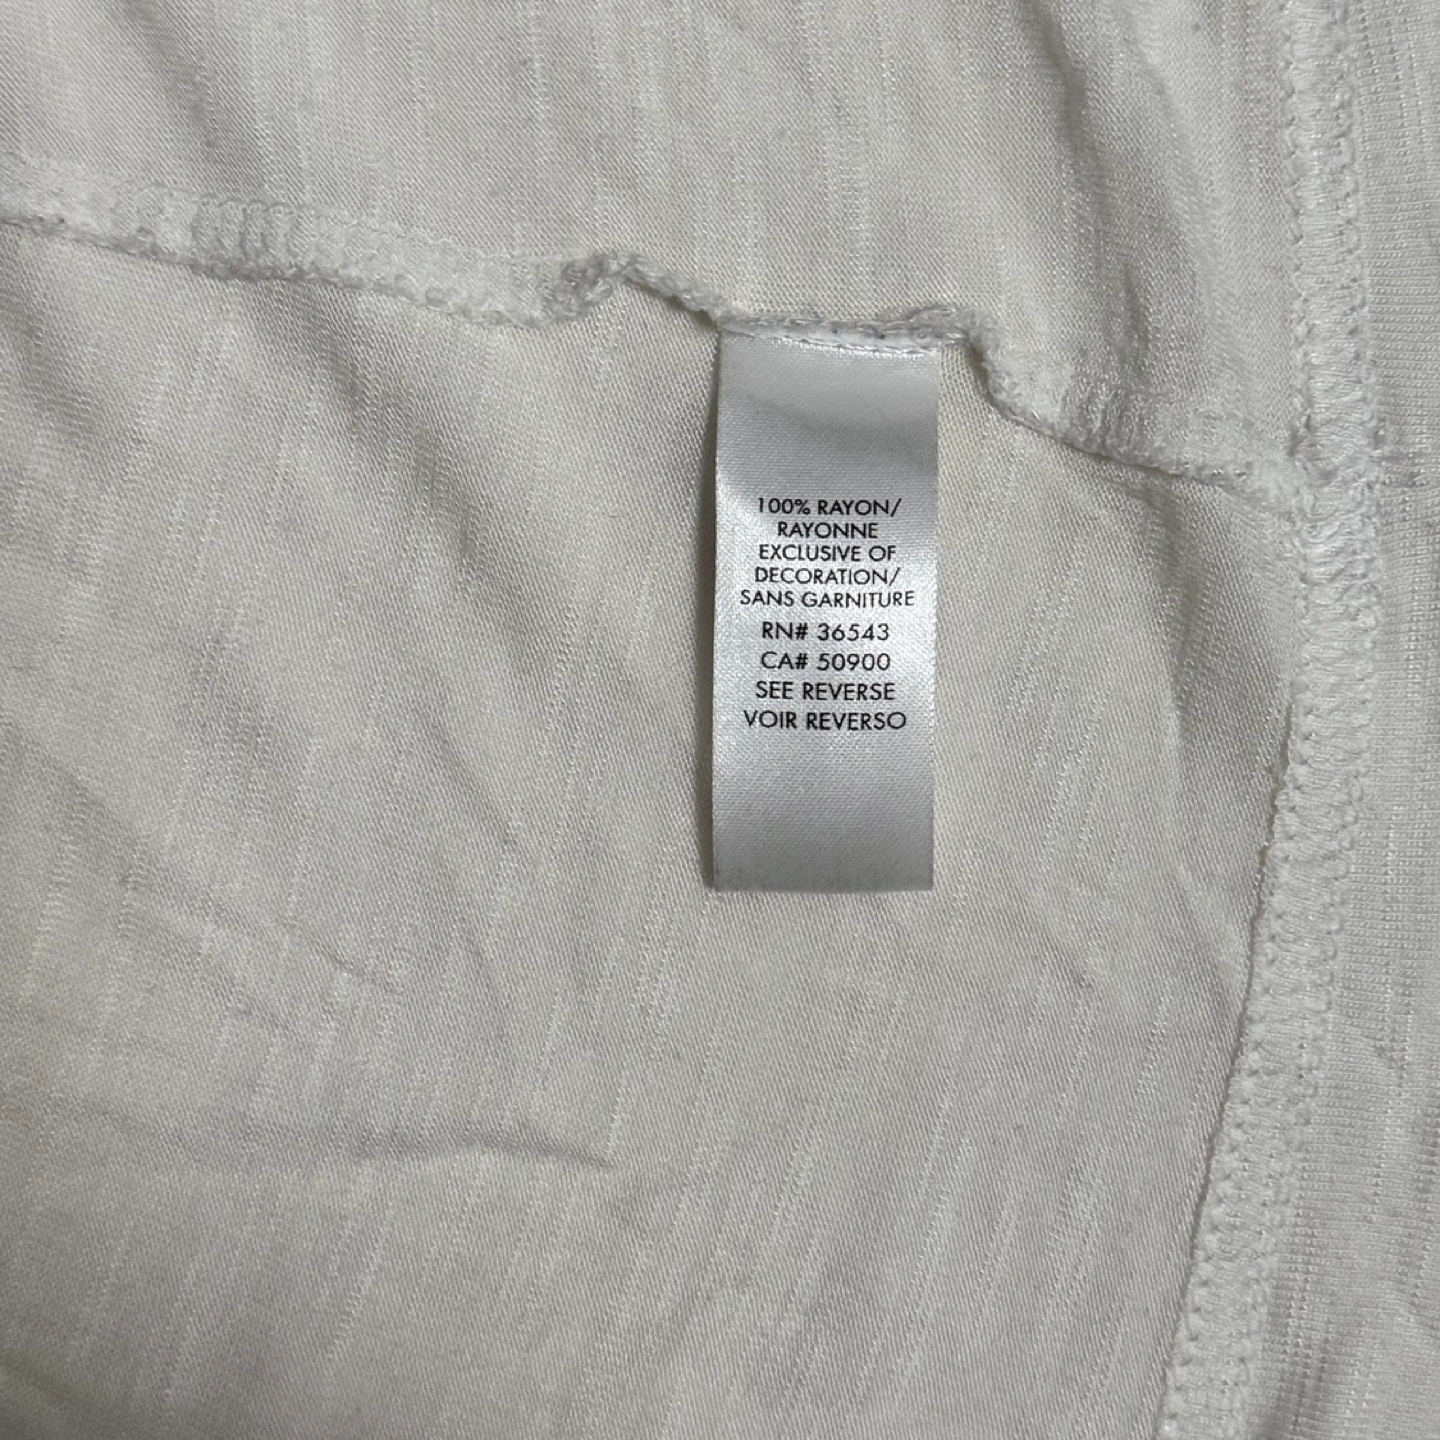 100% RAYON/
RAYONNE
EXCLUSIVE OF
DECORATION/
SANS GARNITURE
RN# 36543
CA# 50900
SEE REVERSE
VOIR REVERSO